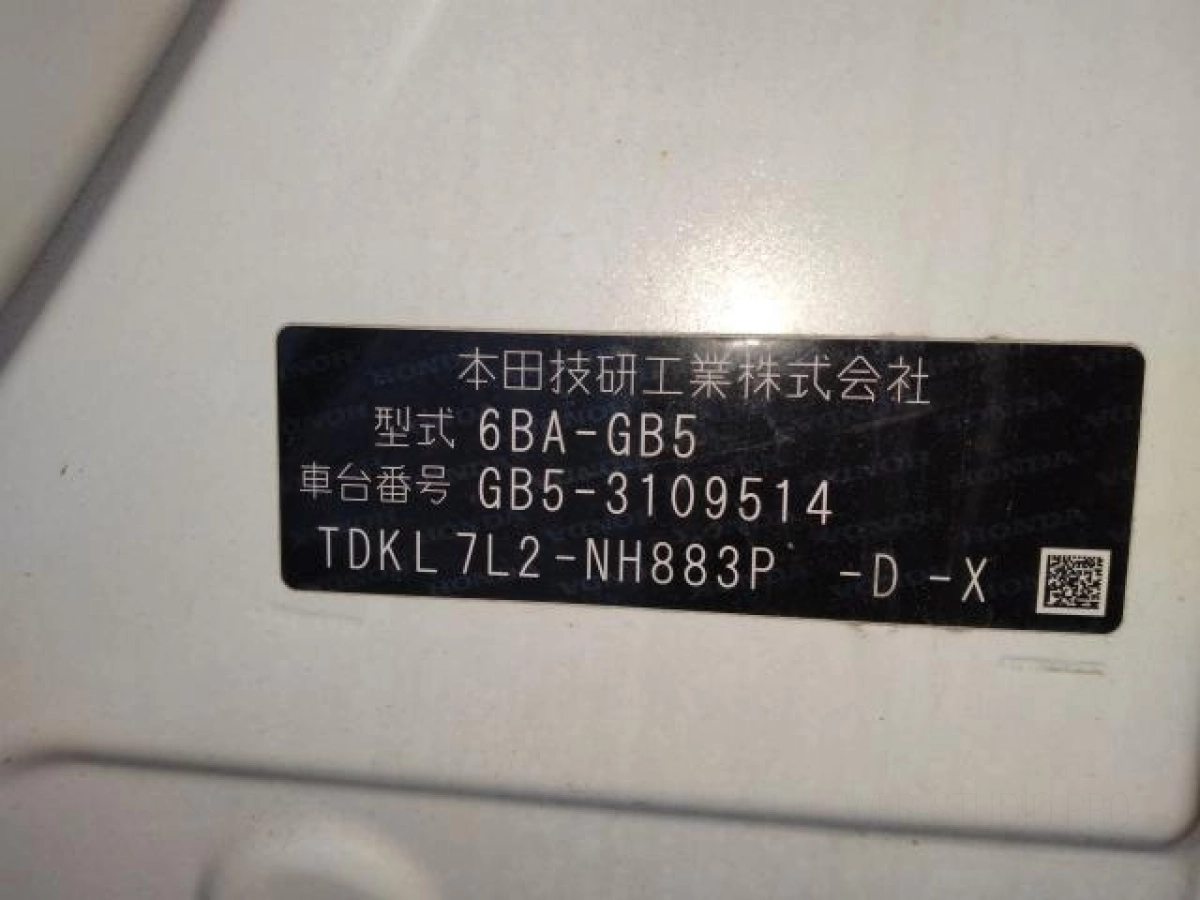 本田技研工業株式会社
型式 6BA-GB5
車台番号 GB5-3109514
TDKL7L2-NH883P -D-X